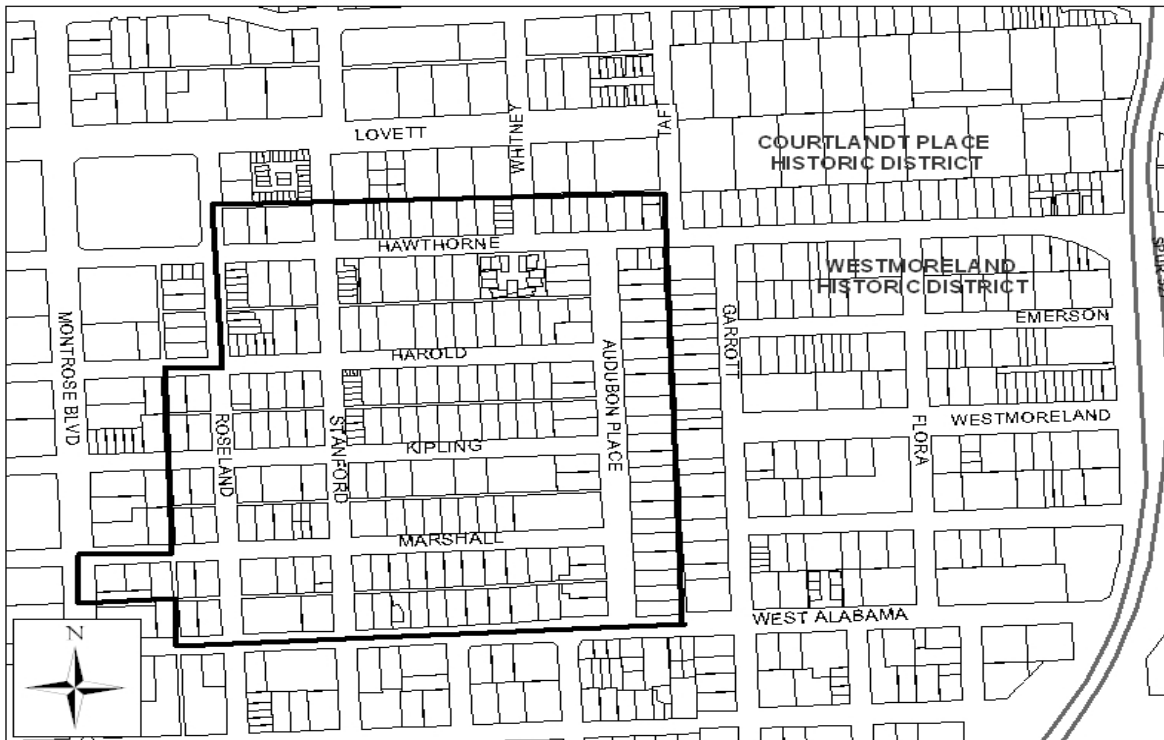 LOVETT
WHITNEY
TAF
COURTLANDT PLACE
HISTORIC DISTRICT
HAWTHORNE
WESTMORELAND
HISTORIC DISTRICT
EMERSON
MONTROSE BLVD
HAROLD
AUDUBON PLACE
GARROTT
ROSELAND
STANFORD
KIPLING
WESTMORELAND
FLORA
MARSHALL
WEST ALABAMA
N